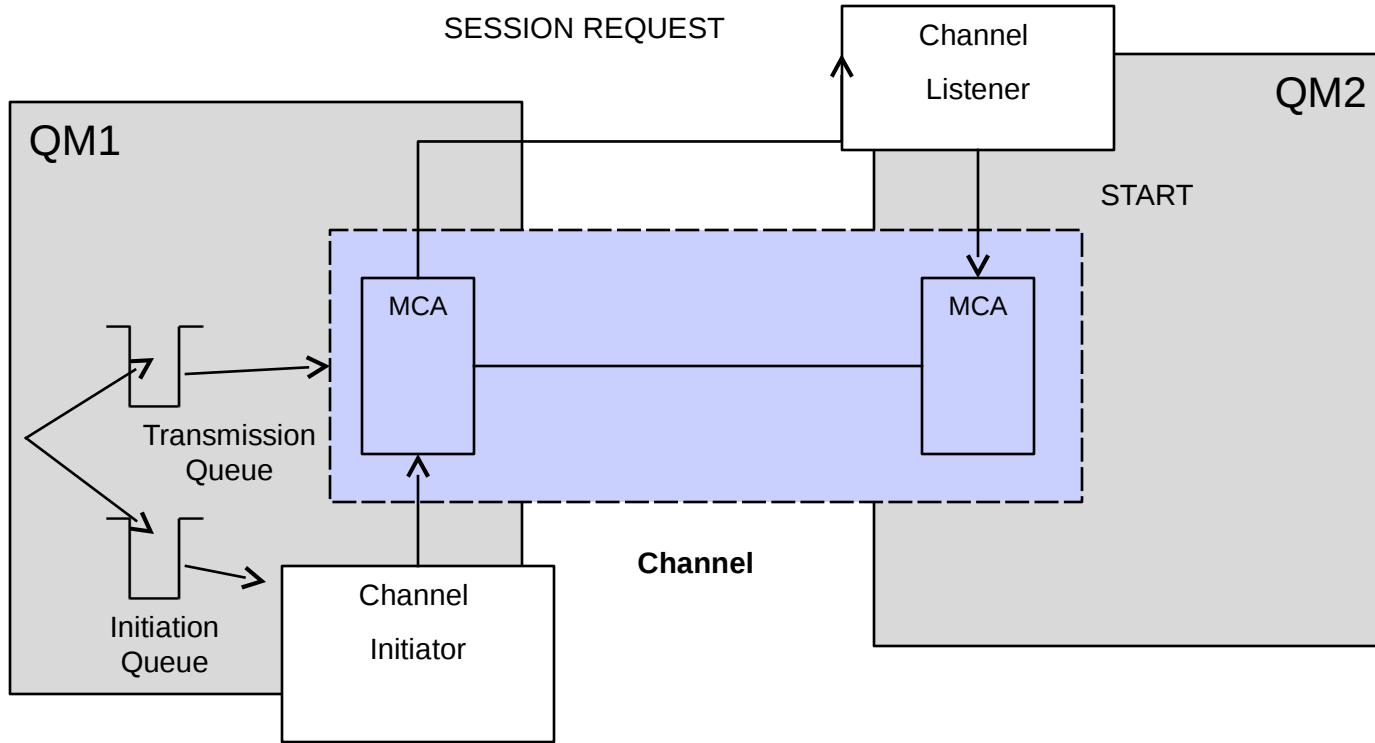 SESSION REQUEST
Channel
Listener
QM2
QM1
START
MCA
MCA
Transmission
Queue
Channel
Initiation
Queue
Channel
Initiator